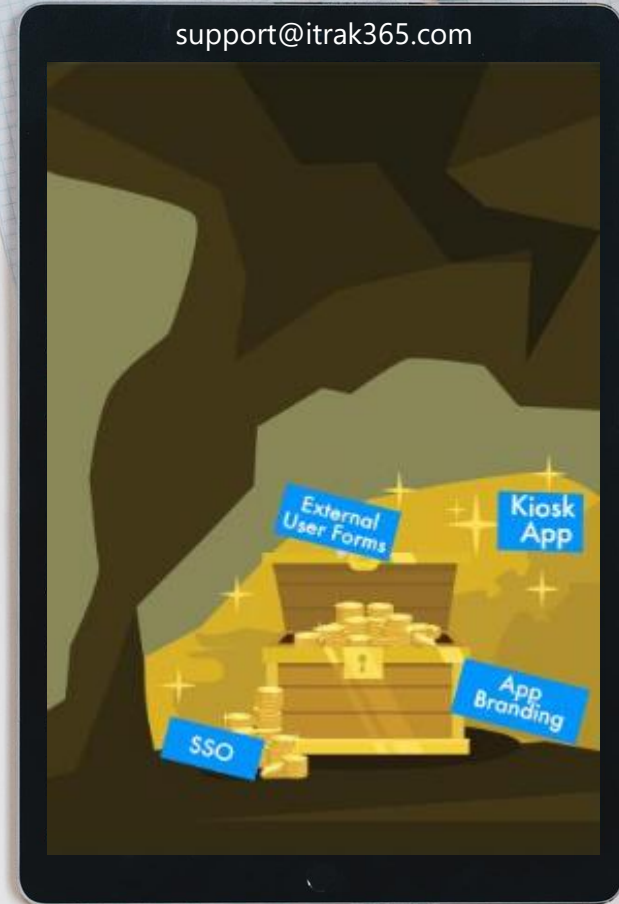 support@itrak365.com
External
User Forms
Kiosk
App
App
Branding
SSO